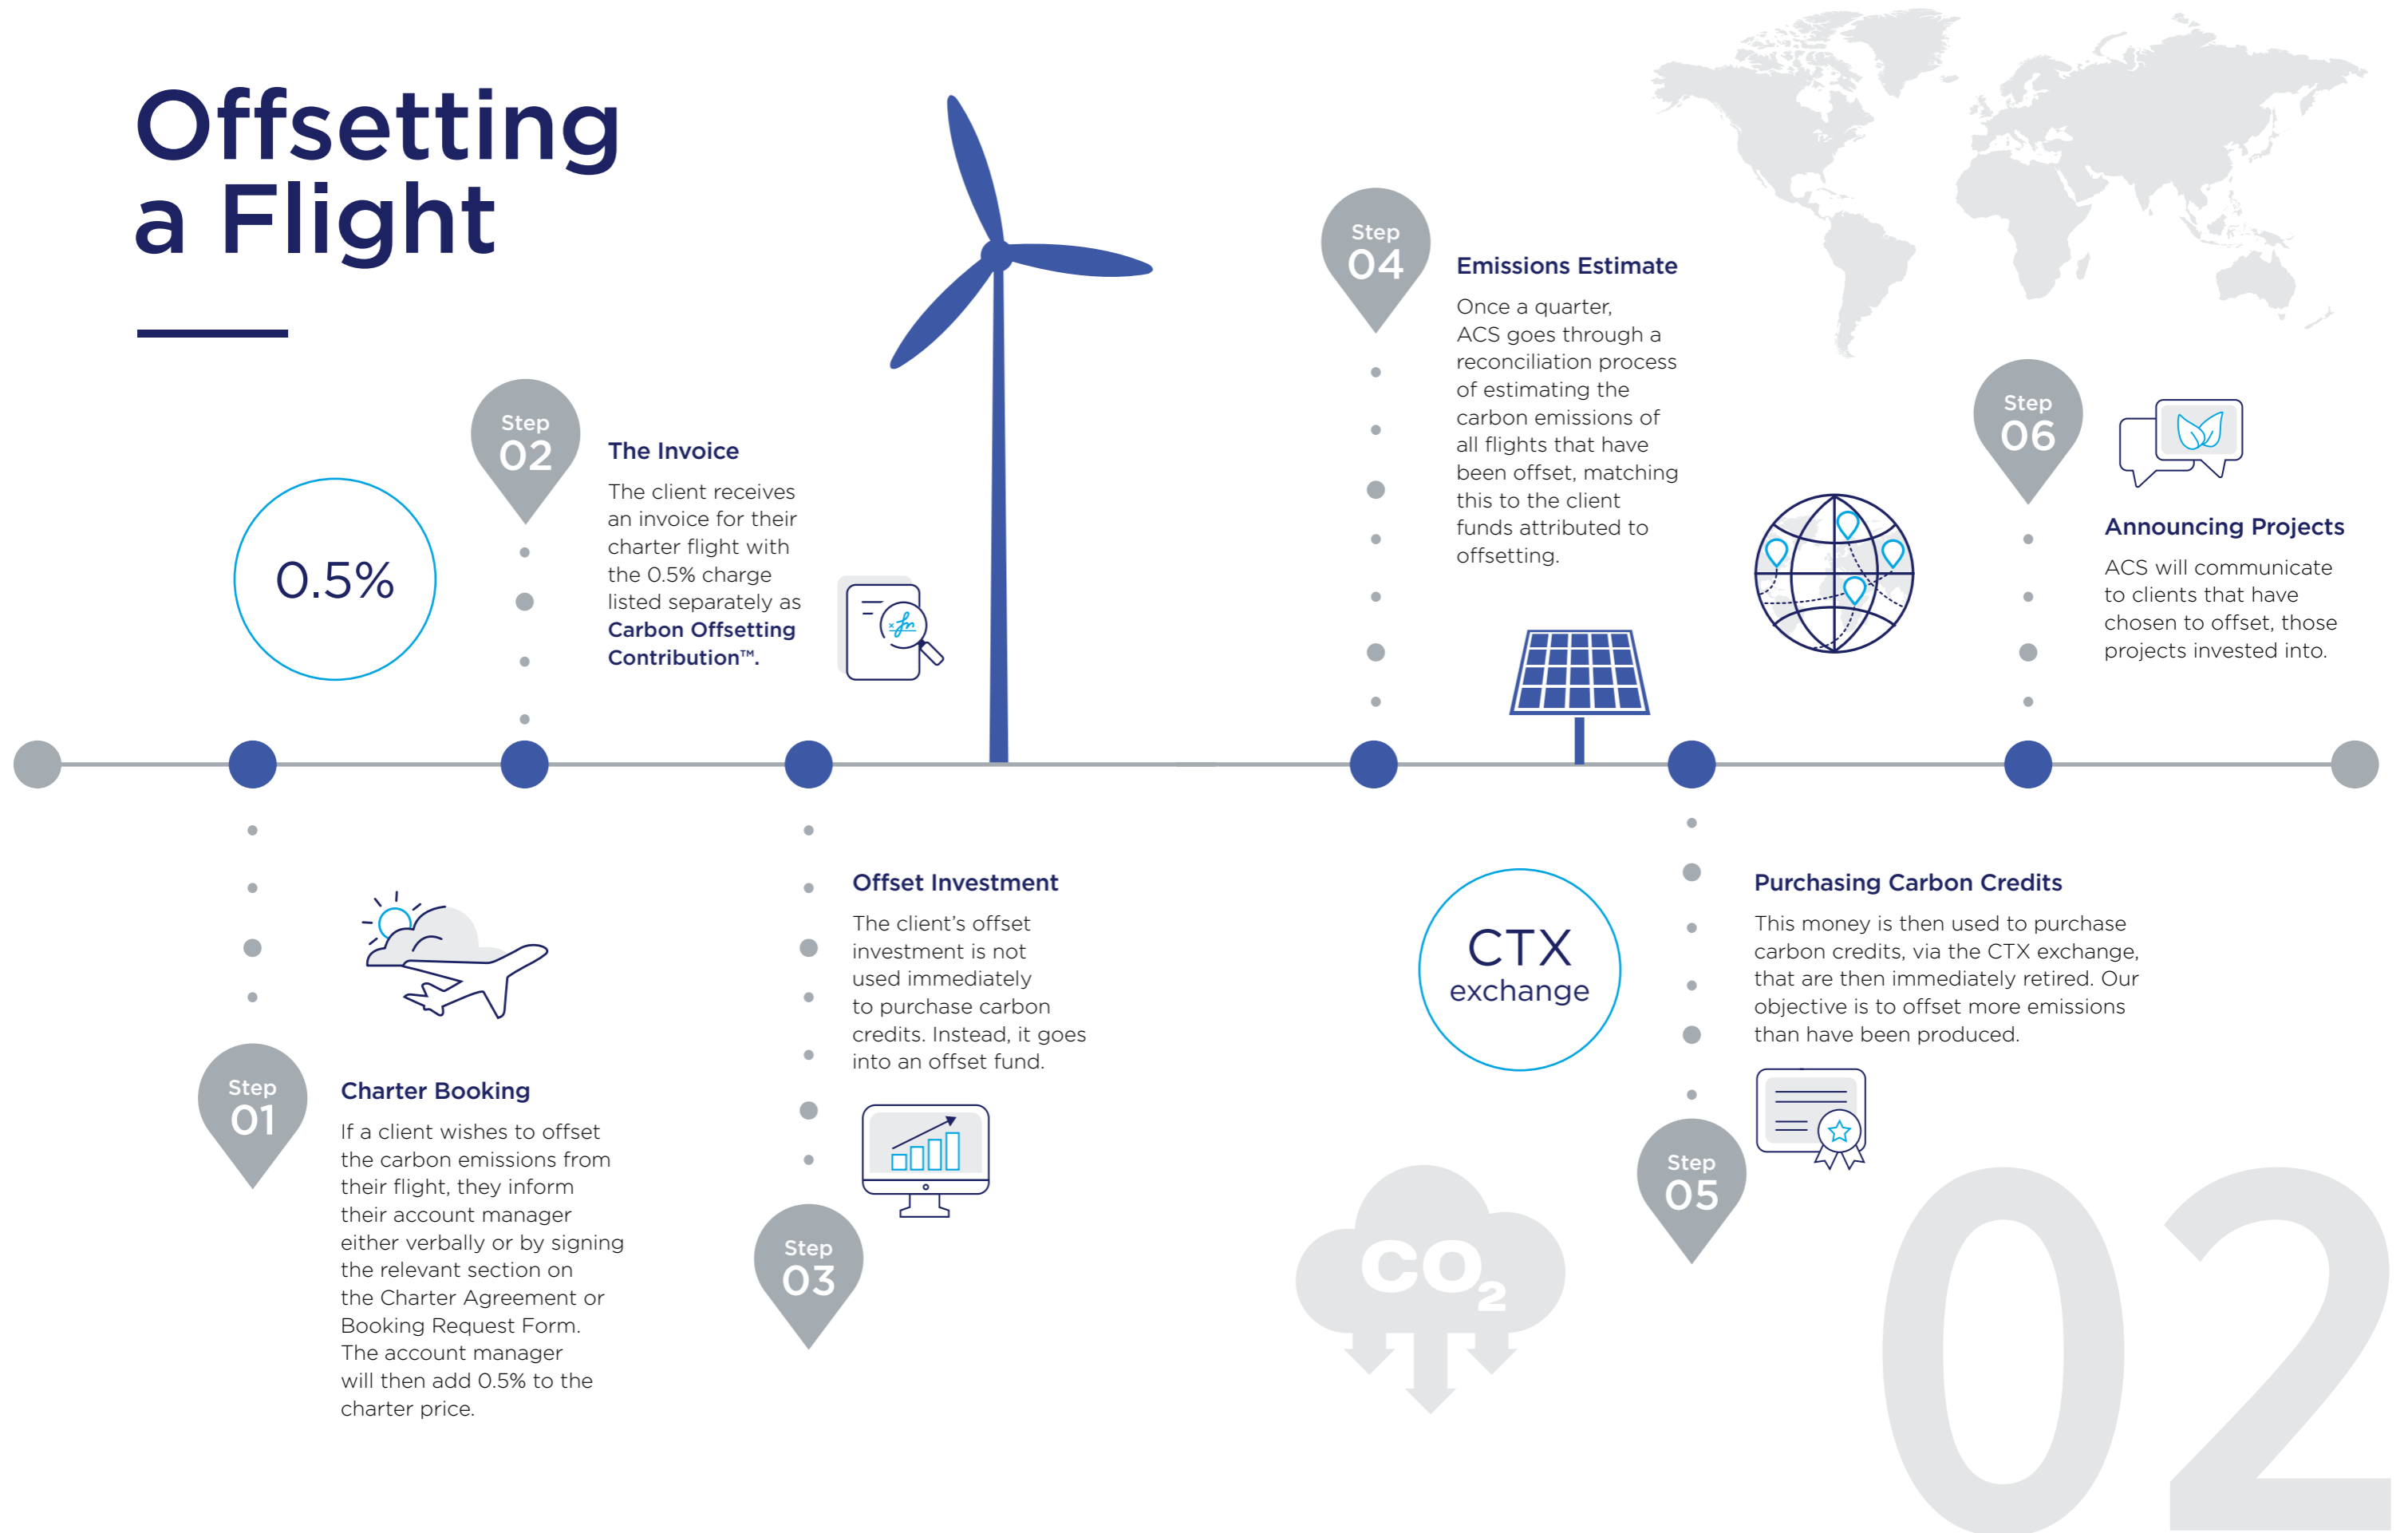 Offsetting
a Flight
0.5%
Step
02
The Invoice
The client receives
an invoice for their
charter flight with
the 0.5% charge
listed separately as
Carbon Offsetting
Contribution™.
Step
04
Emissions Estimate
Once a quarter,
ACS goes through a
reconciliation process
of estimating the
carbon emissions of
all flights that have
been offset, matching
this to the client
funds attributed to
offsetting.
Step
06
Announcing Projects
ACS will communicate
to clients that have
chosen to offset, those
projects invested into.
Step
01
Charter Booking
If a client wishes to offset
the carbon emissions from
their flight, they inform
their account manager
either verbally or by signing
the relevant section on
the Charter Agreement or
Booking Request Form.
The account manager
will then add 0.5% to the
charter price.
Offset Investment
The client's offset
investment is not
used immediately
to purchase carbon
credits. Instead, it goes
into an offset fund.
Step
03
CTX
exchange
Purchasing Carbon Credits
This money is then used to purchase
carbon credits, via the CTX exchange,
that are then immediately retired. Our
objective is to offset more emissions
than have been produced.
Step
05
CO₂
02